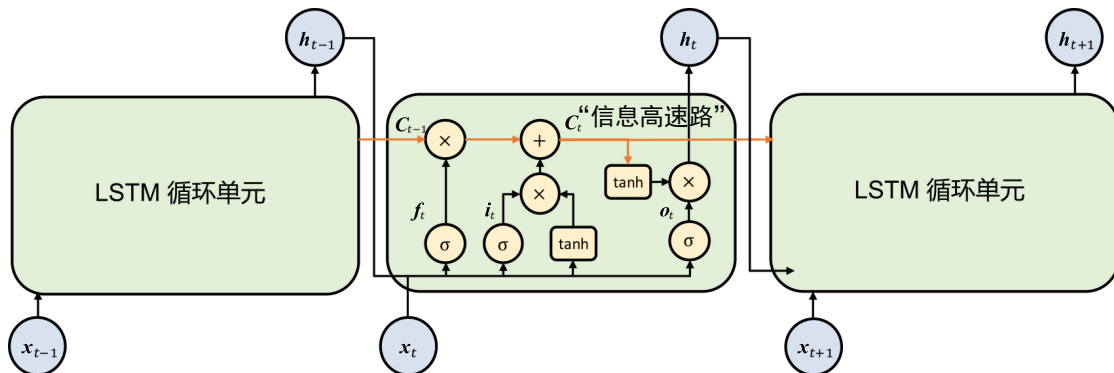 h_{t−1} h_t h_{t+1}
C_{t−1} × + C_t “信息高速路”
LSTM 循环单元 × tanh × LSTM 循环单元
f_t i_t o_t
σ σ tanh σ
x_{t−1} x_t x_{t+1}